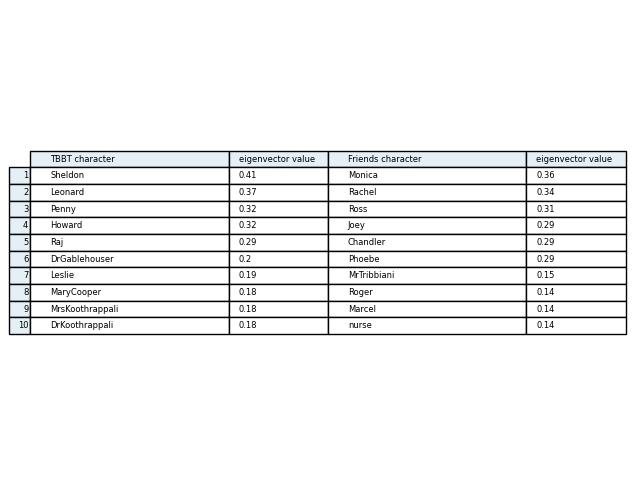 TBBT character eigenvector value Friends character eigenvector value
1 Sheldon 0.41 Monica 0.36
2 Leonard 0.37 Rachel 0.34
3 Penny 0.32 Ross 0.31
4 Howard 0.32 Joey 0.29
5 Raj 0.29 Chandler 0.29
6 DrGablehouser 0.2 Phoebe 0.29
7 Leslie 0.19 MrTribbiani 0.15
8 MaryCooper 0.18 Roger 0.14
9 MrsKoothrappali 0.18 Marcel 0.14
10 DrKoothrappali 0.18 nurse 0.14